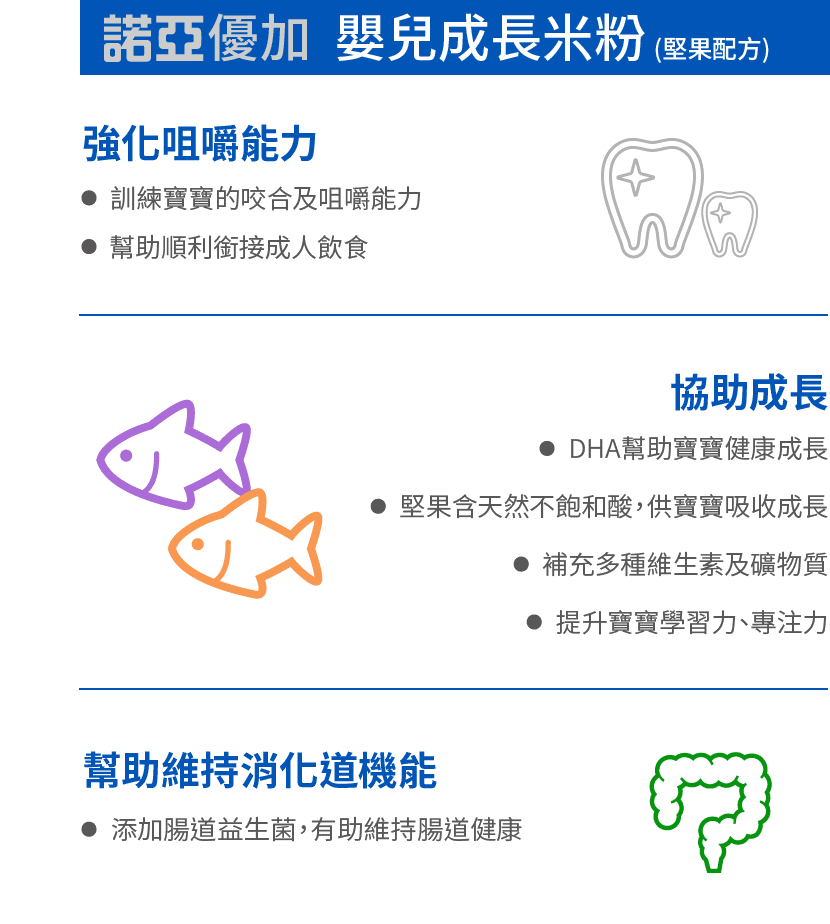 諾亞優加 嬰兒成長米粉 (堅果配方)
強化咀嚼能力
● 訓練寶寶的咬合及咀嚼能力
● 幫助順利銜接成人飲食
協助成長
● DHA幫助寶寶健康成長
● 堅果含天然不飽和酸,供寶寶吸收成長
● 補充多種維生素及礦物質
● 提升寶寶學習力、專注力
幫助維持消化道機能
● 添加腸道益生菌,有助維持腸道健康